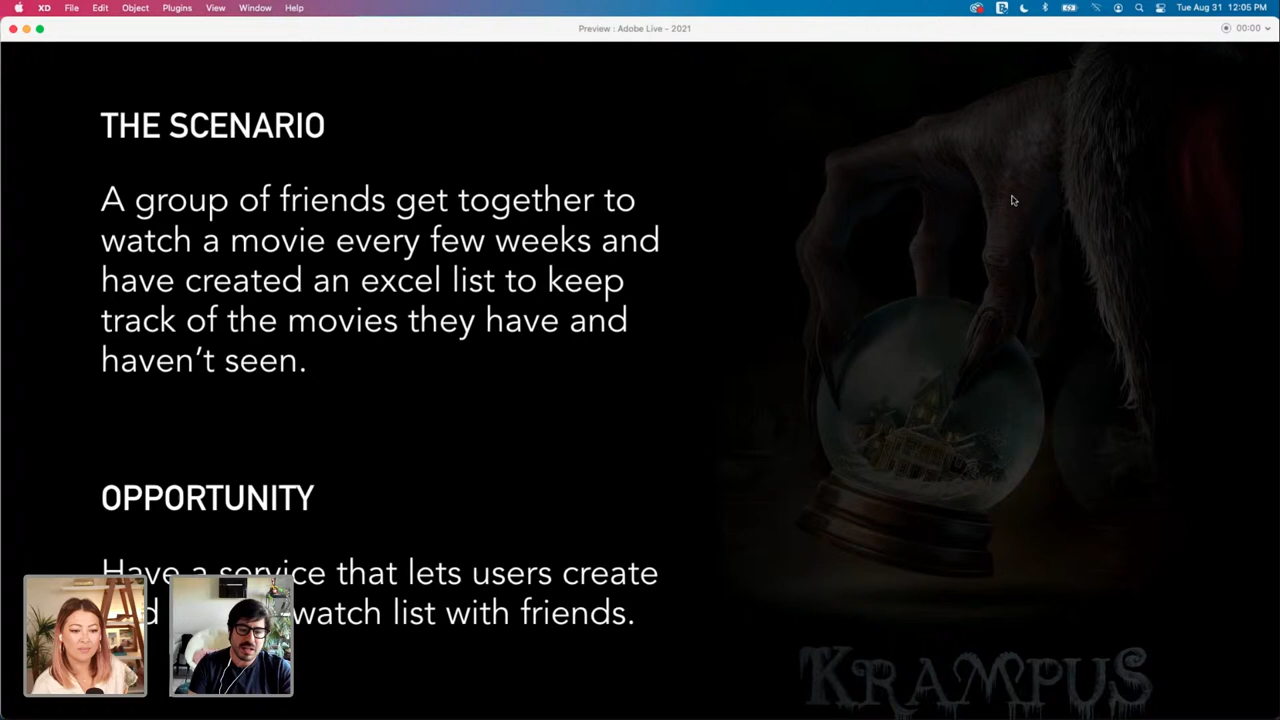 XD File Edit Object Plugins View Window Help Tue Aug 31 12:05 PM
Preview : Adobe Live - 2021
00:00
THE SCENARIO
A group of friends get together to
watch a movie every few weeks and
have created an excel list to keep
track of the movies they have and
haven't seen.
OPPORTUNITY
Have a service that lets users create
watch list with friends.
KRAMPUS